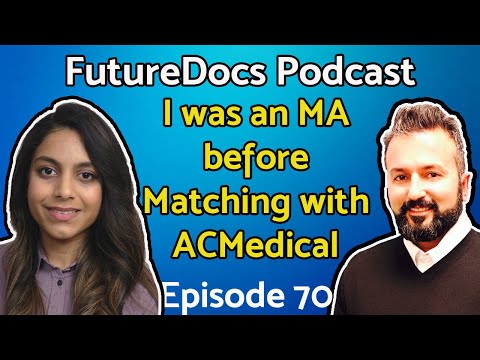 FutureDocs Podcast
I was an MA
before
Matching with
ACMedical
Episode 70